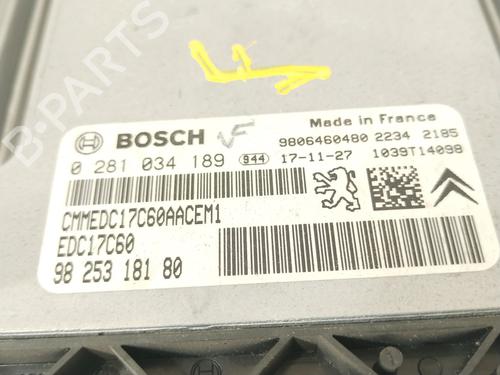 BOSCH
VF
Made in France
9806460480 2234 2185
0 281 034 189 944 17-11-27 1039T14098
CMMEDC17C60AACEM1
EDC17C60
98 253 181 80